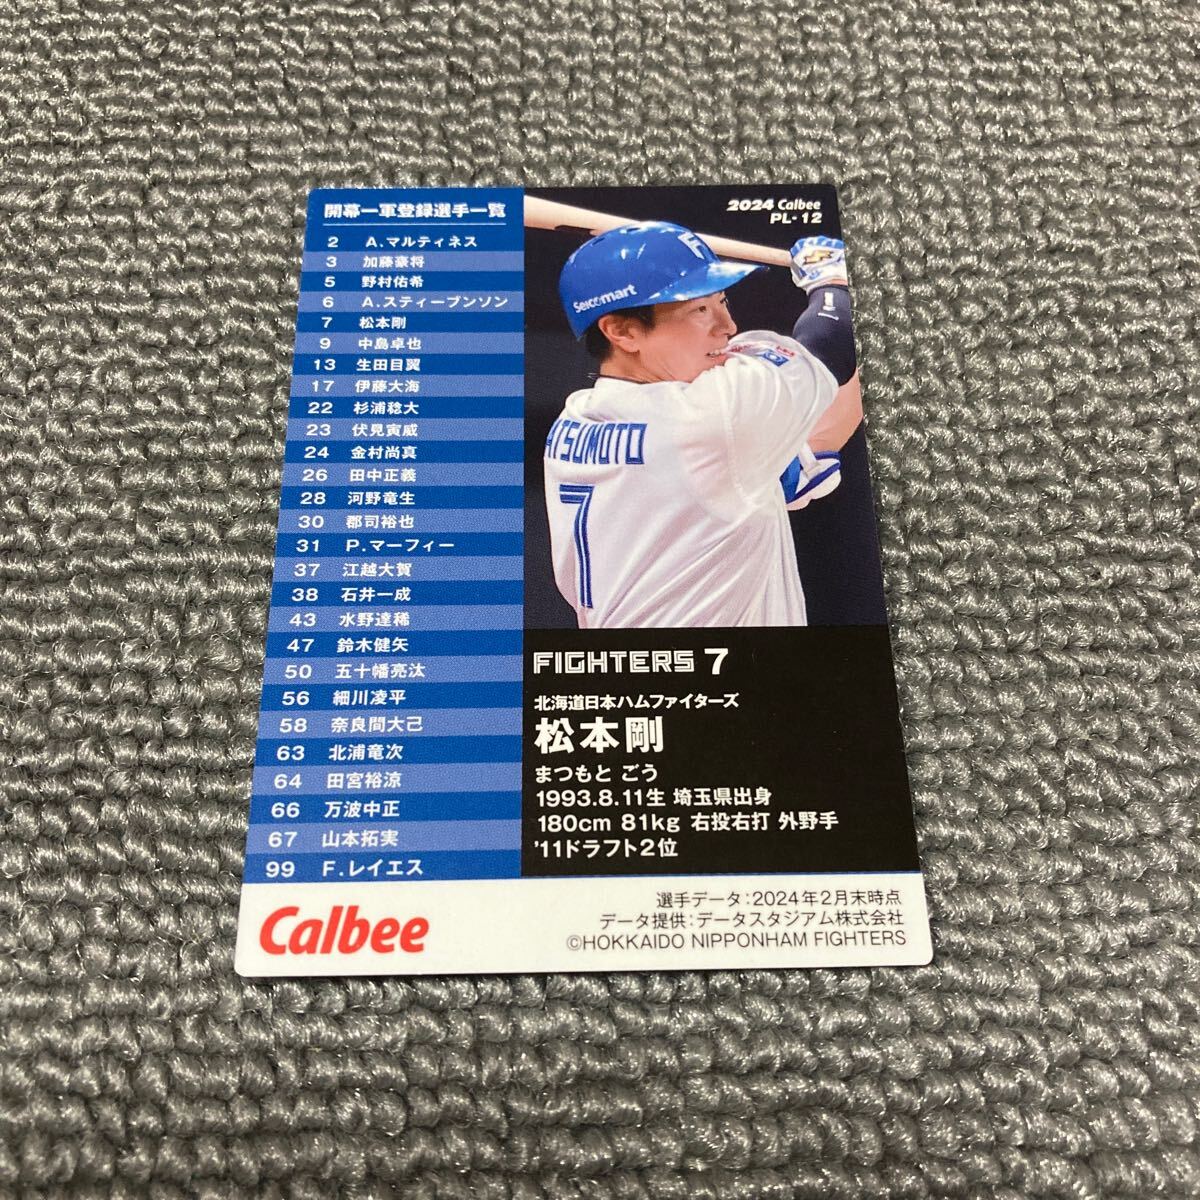 開幕一軍登録選手一覧
2 A.マルティネス
3 加藤豪将
5 野村佑希
6 A.スティーブンソン
7 松本剛
9 中島卓也
13 生田目翼
17 伊藤大海
22 杉浦稔大
23 伏見寅威
24 金村尚真
26 田中正義
28 河野竜生
30 郡司裕也
31 P.マーフィー
37 江越大賀
38 石井一成
43 水野達稀
47 鈴木健矢
50 五十幡亮汰
56 細川凌平
58 奈良間大己
63 北浦竜次
64 田宮裕涼
66 万波中正
67 山本拓実
99 F.レイエス
2024 Calbee
PL-12
Seicomart
ATSUMOTO
7
FIGHTERS 7
北海道日本ハムファイターズ
松本剛
まつもと ごう
1993.8.11生 埼玉県出身
180cm 81kg 右投右打 外野手
'11ドラフト2位
Calbee
選手データ:2024年2月末時点
データ提供:データスタジアム株式会社
©HOKKAIDO NIPPONHAM FIGHTERS